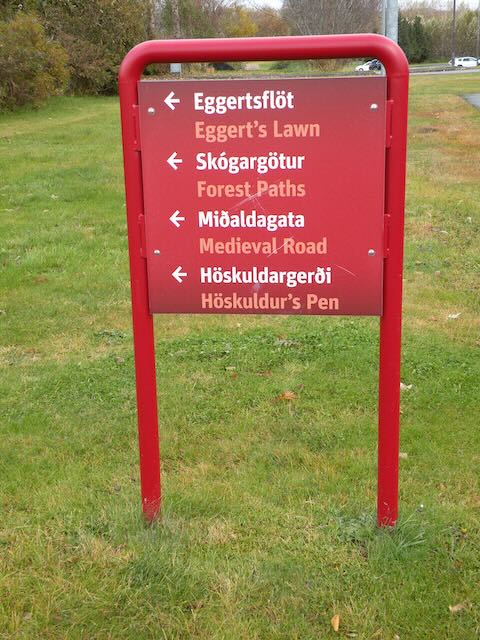 ← Eggertsflöt
Eggert's Lawn
← Skógargötur
Forest Paths
← Miðaldagata
Medieval Road
← Höskuldargerði
Höskuldur's Pen